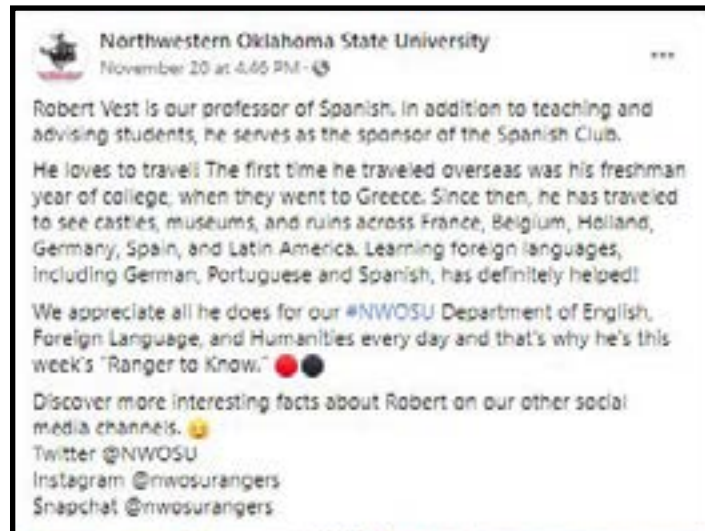 Northwestern Oklahoma State University
November 20 at 4:46 PM ·
Robert Vest is our professor of Spanish. In addition to teaching and
advising students, he serves as the sponsor of the Spanish Club.
He loves to travel! The first time he traveled overseas was his freshman
year of college, when they went to Greece. Since then, he has traveled
to see castles, museums, and ruins across France, Belgium, Holland,
Germany, Spain, and Latin America. Learning foreign languages,
including German, Portuguese and Spanish, has definitely helped!
We appreciate all he does for our #NWOSU Department of English,
Foreign Language, and Humanities every day and that's why he's this
week's "Ranger to Know." 🔴⚫
Discover more interesting facts about Robert on our other social
media channels. 😉
Twitter @NWOSU
Instagram @nwosurangers
Snapchat @nwosurangers